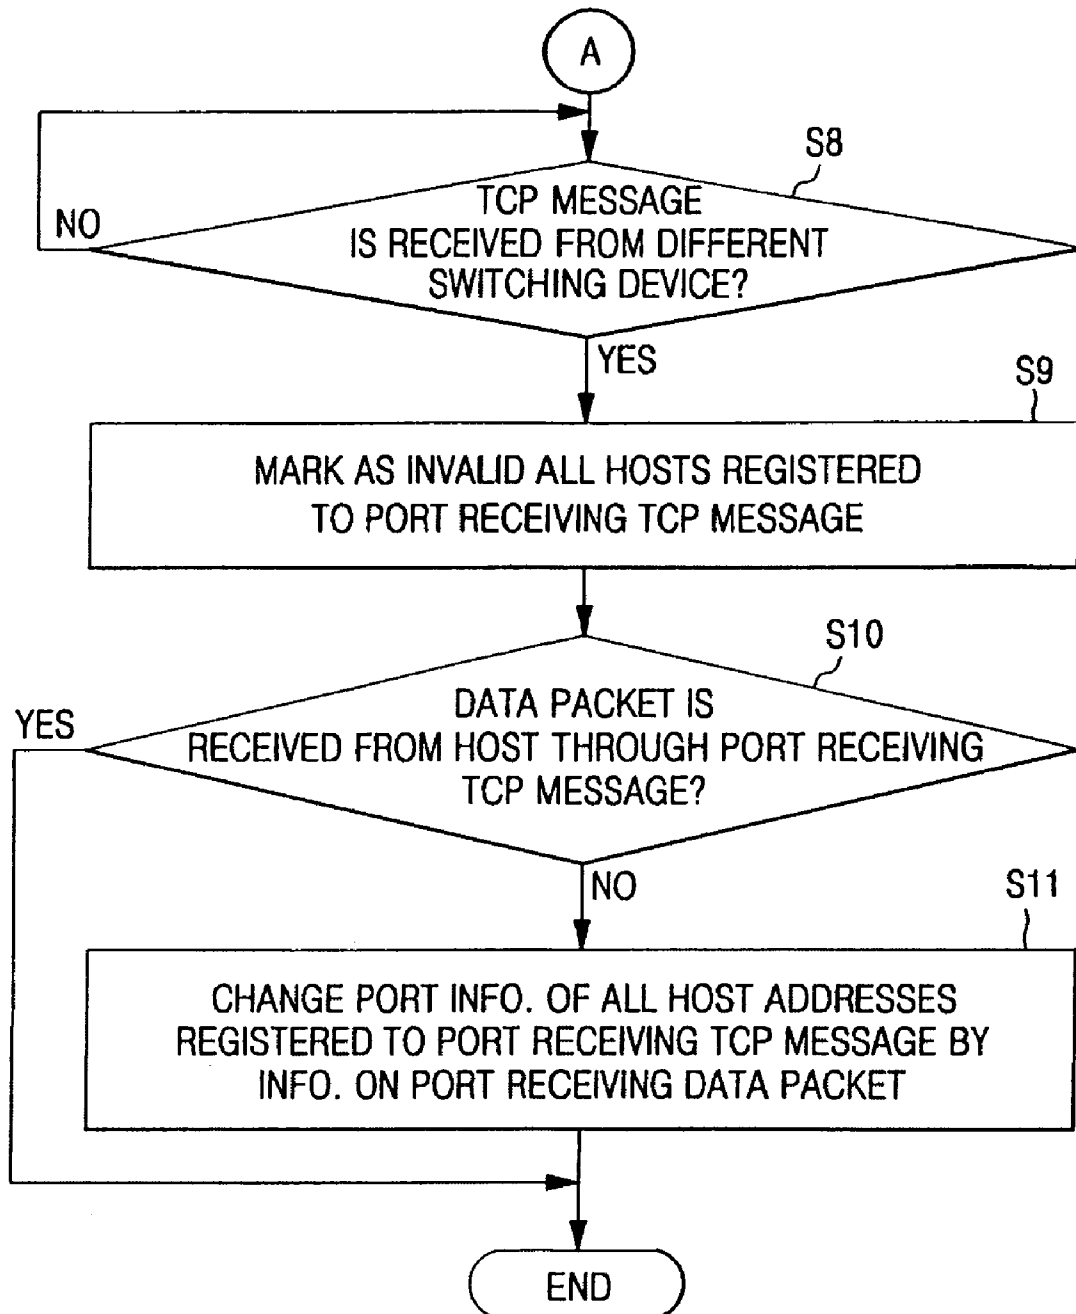 A
S8
TCP MESSAGE
IS RECEIVED FROM DIFFERENT
SWITCHING DEVICE?
NO
YES
S9
MARK AS INVALID ALL HOSTS REGISTERED
TO PORT RECEIVING TCP MESSAGE
S10
DATA PACKET IS
RECEIVED FROM HOST THROUGH PORT RECEIVING
TCP MESSAGE?
YES
NO
S11
CHANGE PORT INFO. OF ALL HOST ADDRESSES
REGISTERED TO PORT RECEIVING TCP MESSAGE BY
INFO. ON PORT RECEIVING DATA PACKET
END